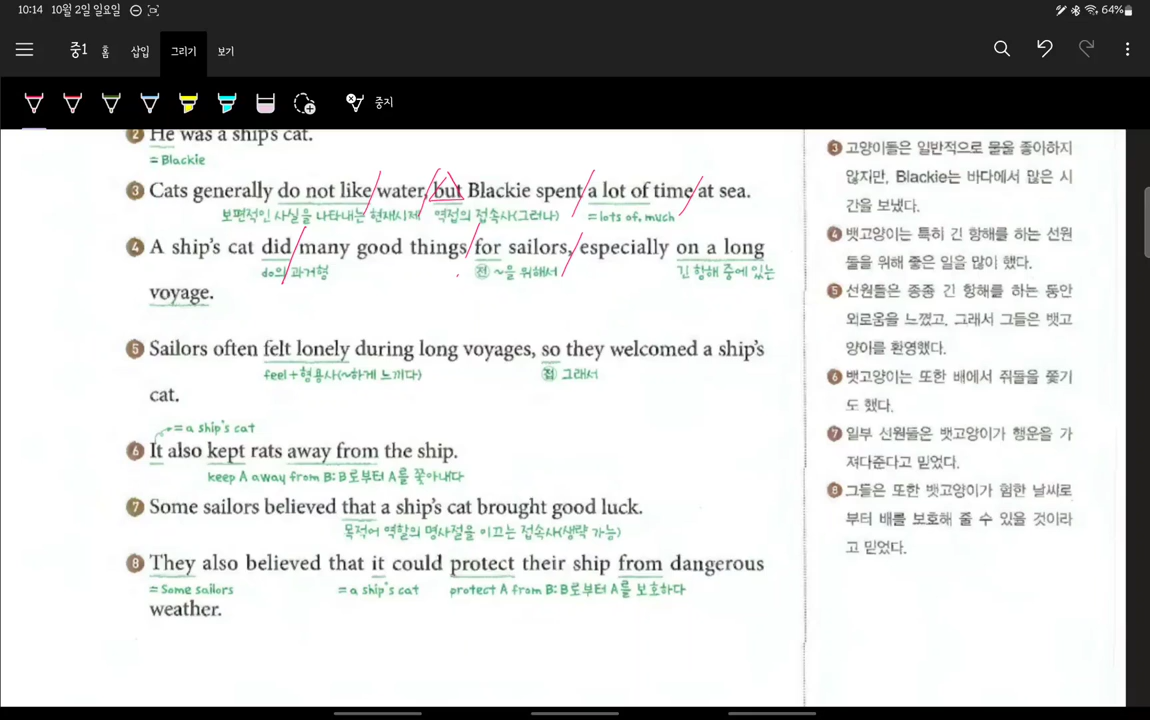 10:14 10월 2일 일요일 64%
중1 홈 삽입 그리기 보기
중지
2 He was a ship's cat.
= Blackie
3 Cats generally do not like water, but Blackie spent a lot of time at sea.
보편적인 사실을 나타내는 현재시제 역접의 접속사(그러나) = lots of, much
4 A ship's cat did many good things for sailors, especially on a long
do의 과거형 전 ~을 위해서 긴 항해 중에 있는
voyage.
5 Sailors often felt lonely during long voyages, so they welcomed a ship's
feel+형용사(~하게 느끼다) 접 그래서
cat.
= a ship's cat
6 It also kept rats away from the ship.
keep A away from B: B로부터 A를 쫓아내다
7 Some sailors believed that a ship's cat brought good luck.
목적어 역할의 명사절을 이끄는 접속사(생략 가능)
8 They also believed that it could protect their ship from dangerous
= Some sailors = a ship's cat protect A from B: B로부터 A를 보호하다
weather.
3 고양이들은 일반적으로 물을 좋아하지
않지만, Blackie는 바다에서 많은 시
간을 보냈다.
4 뱃고양이는 특히 긴 항해를 하는 선원
들을 위해 좋은 일을 많이 했다.
5 선원들은 종종 긴 항해를 하는 동안
외로움을 느꼈고, 그래서 그들은 뱃고
양이를 환영했다.
6 뱃고양이는 또한 배에서 쥐들을 쫓기
도 했다.
7 일부 선원들은 뱃고양이가 행운을 가
져다준다고 믿었다.
8 그들은 또한 뱃고양이가 험한 날씨로
부터 배를 보호해 줄 수 있을 것이라
고 믿었다.